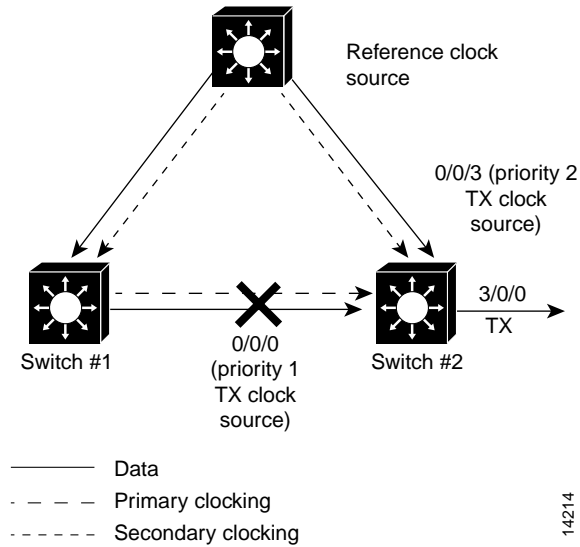 Reference clock
source
0/0/3 (priority 2
TX clock
source)
3/0/0
TX
Switch #1
0/0/0
(priority 1
TX clock
source)
Switch #2
Data
Primary clocking
Secondary clocking
14214